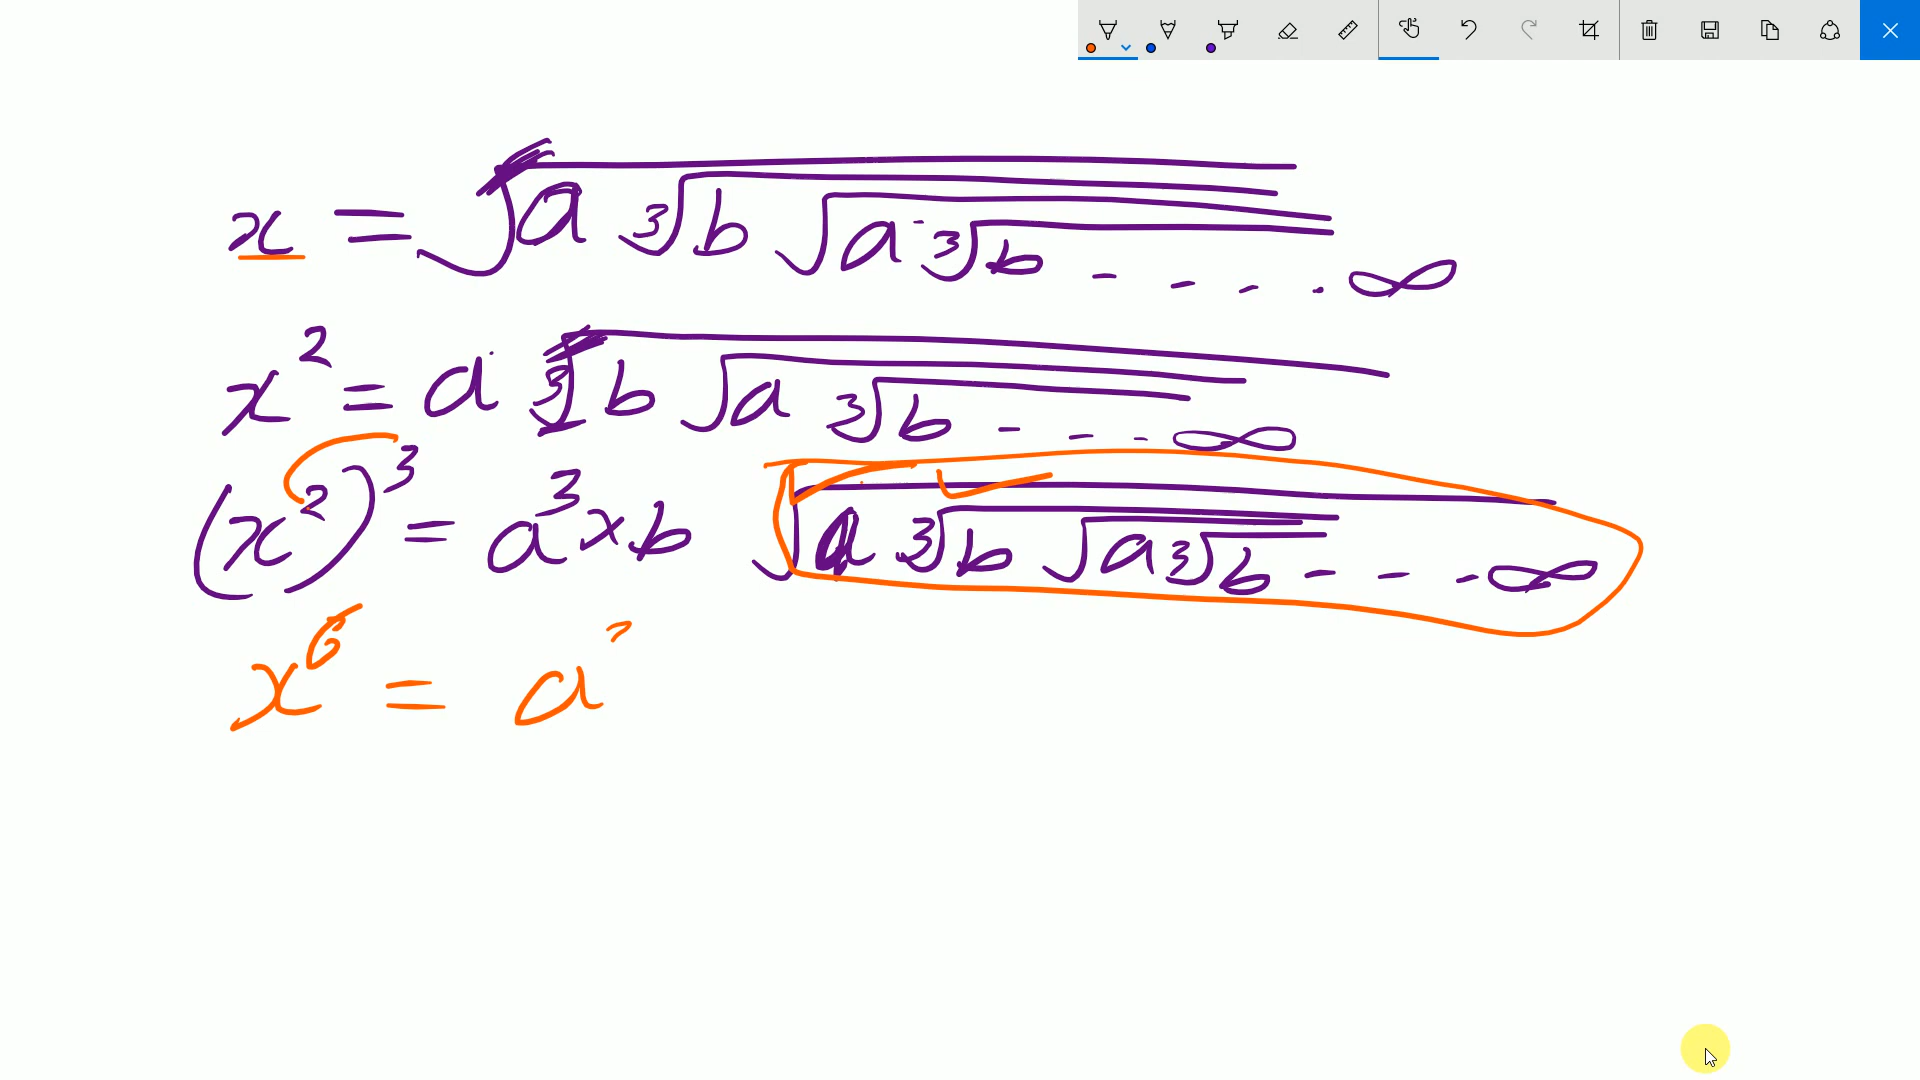 x = √a ∛b √a ∛b - - - . ∞
x² = a ∛b √a ∛b - - - ∞
(x²)³ = a³ × b √a ∛b √a ∛b - - - ∞
x⁶ = a